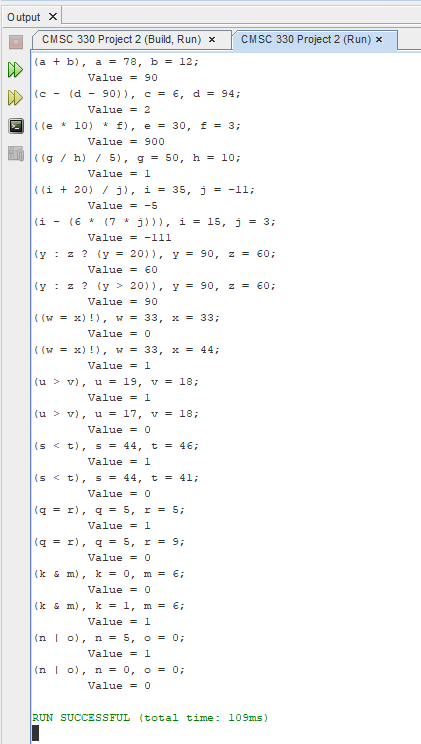 Output ×
CMSC 330 Project 2 (Build, Run) × CMSC 330 Project 2 (Run) ×
(a + b), a = 78, b = 12;
Value = 90
(c - (d - 90)), c = 6, d = 94;
Value = 2
((e * 10) * f), e = 30, f = 3;
Value = 900
((g / h) / 5), g = 50, h = 10;
Value = 1
((i + 20) / j), i = 35, j = -11;
Value = -5
(i - (6 * (7 * j))), i = 15, j = 3;
Value = -111
(y : z ? (y = 20)), y = 90, z = 60;
Value = 60
(y : z ? (y > 20)), y = 90, z = 60;
Value = 90
((w = x)!), w = 33, x = 33;
Value = 0
((w = x)!), w = 33, x = 44;
Value = 1
(u > v), u = 19, v = 18;
Value = 1
(u > v), u = 17, v = 18;
Value = 0
(s < t), s = 44, t = 46;
Value = 1
(s < t), s = 44, t = 41;
Value = 0
(q = r), q = 5, r = 5;
Value = 1
(q = r), q = 5, r = 9;
Value = 0
(k & m), k = 0, m = 6;
Value = 0
(k & m), k = 1, m = 6;
Value = 1
(n | o), n = 5, o = 0;
Value = 1
(n | o), n = 0, o = 0;
Value = 0
RUN SUCCESSFUL (total time: 109ms)